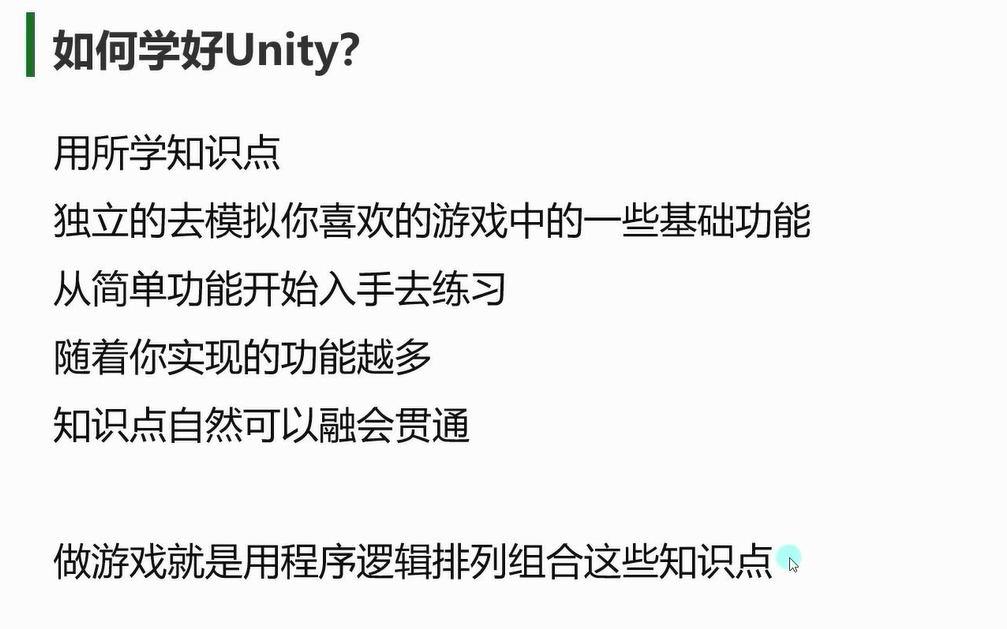 如何学好Unity?
用所学知识点
独立的去模拟你喜欢的游戏中的一些基础功能
从简单功能开始入手去练习
随着你实现的功能越多
知识点自然可以融会贯通
做游戏就是用程序逻辑排列组合这些知识点